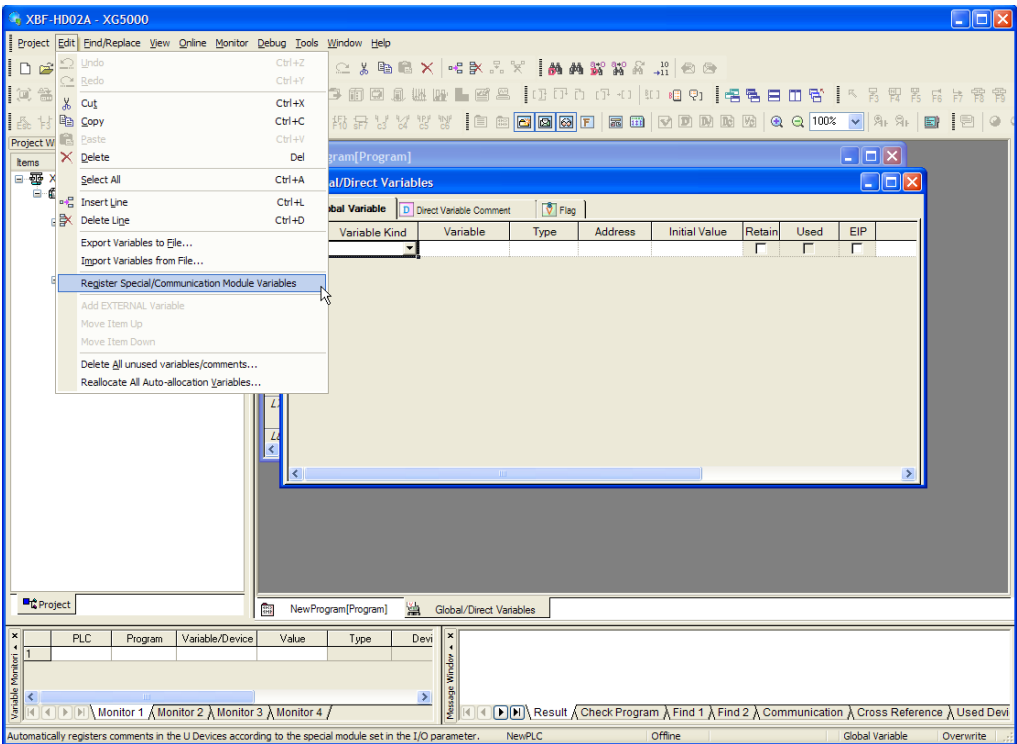 XBF-HD02A - XG5000
Project Edit Find/Replace View Online Monitor Debug Tools Window Help
Undo Ctrl+Z
Redo Ctrl+Y
Cut Ctrl+X
Copy Ctrl+C
Paste Ctrl+V
Delete Del
Select All Ctrl+A
Insert Line Ctrl+L
Delete Line Ctrl+D
Export Variables to File...
Import Variables from File...
Register Special/Communication Module Variables
Add EXTERNAL Variable
Move Item Up
Move Item Down
Delete All unused variables/comments...
Reallocate All Auto-allocation Variables...
100%
Project W
Items
X
gram[Program]
al/Direct Variables
bal Variable Direct Variable Comment Flag
Variable Kind Variable Type Address Initial Value Retain Used EIP
Project
NewProgram[Program] Global/Direct Variables
PLC Program Variable/Device Value Type Devi
1
Variable Monitori
Message Window
Monitor 1 Monitor 2 Monitor 3 Monitor 4
Result Check Program Find 1 Find 2 Communication Cross Reference Used Devi
Automatically registers comments in the U Devices according to the special module set in the I/O parameter. NewPLC Offline Global Variable Overwrite